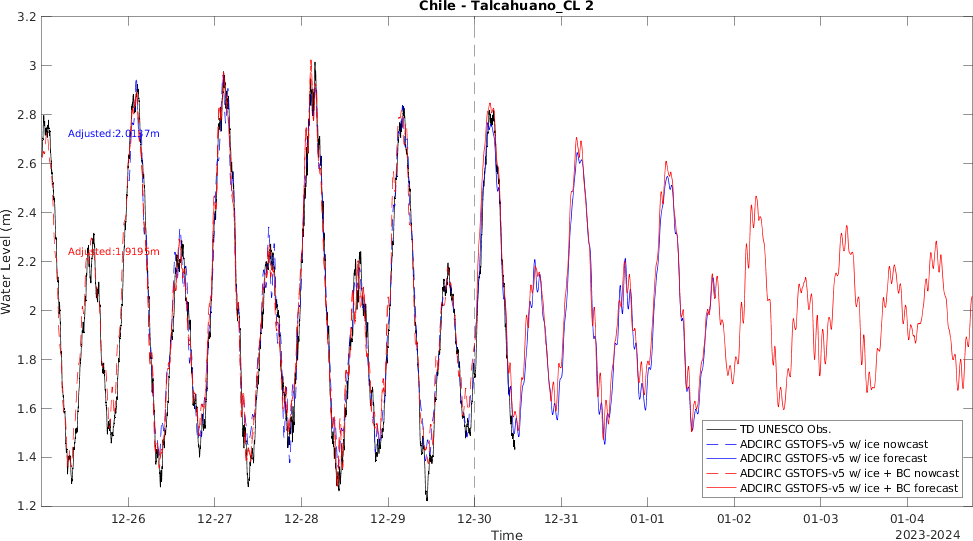 Chile - Talcahuano_CL 2
3.2
3
2.8
2.6
2.4
2.2
2
1.8
1.6
1.4
1.2
Water Level (m)
Adjusted:2.0137m
Adjusted:1.9195m
TD UNESCO Obs.
ADCIRC GSTOFS-v5 w/ ice nowcast
ADCIRC GSTOFS-v5 w/ ice forecast
ADCIRC GSTOFS-v5 w/ ice + BC nowcast
ADCIRC GSTOFS-v5 w/ ice + BC forecast
12-26 12-27 12-28 12-29 12-30 12-31 01-01 01-02 01-03 01-04
Time
2023-2024